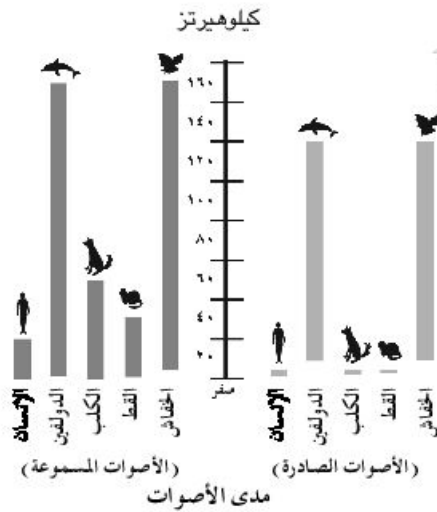 كيلوهيرتز
١٦٠
١٤٠
١٢٠
١٠٠
٨٠
٦٠
٤٠
٢٠
صفر
الإنسان
الدولفين
الكلب
القط
الخفاش
الإنسان
الدولفين
الكلب
القط
الخفاش
(الأصوات المسموعة)
(الأصوات الصادرة)
مدى الأصوات